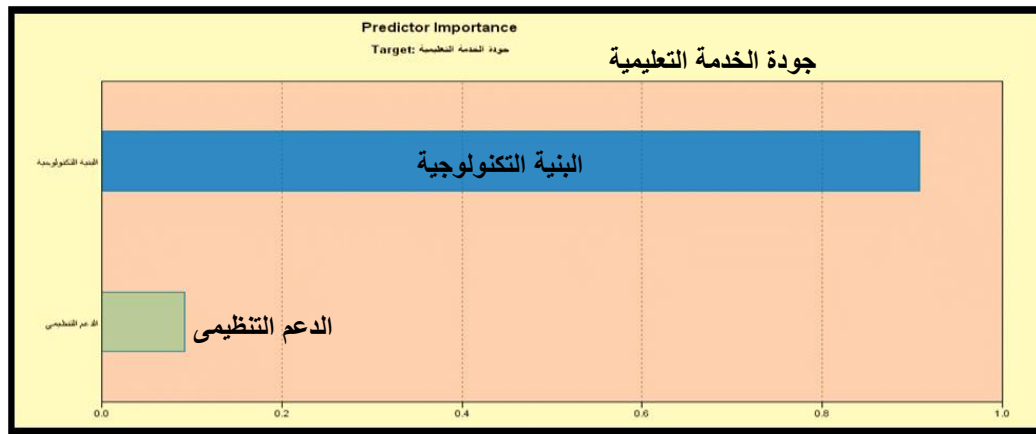 Predictor Importance
Target: جودة الخدمة التعليمية
جودة الخدمة التعليمية
البنية التكنولوجية
البنية التكنولوجية
الدعم التنظيمى
الدعم التنظيمى
0.0 0.2 0.4 0.6 0.8 1.0